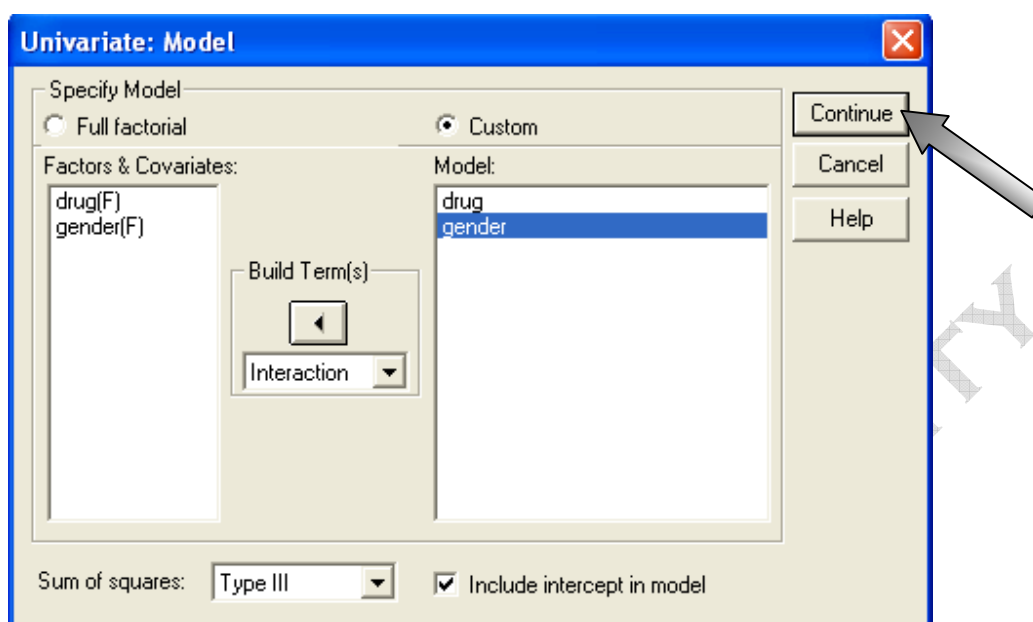 Univariate: Model
Specify Model
Full factorial
Custom
Continue
Factors & Covariates:
Model:
Cancel
drug(F)
gender(F)
drug
gender
Help
Build Term(s)
Interaction
Sum of squares:
Type III
Include intercept in model
TY